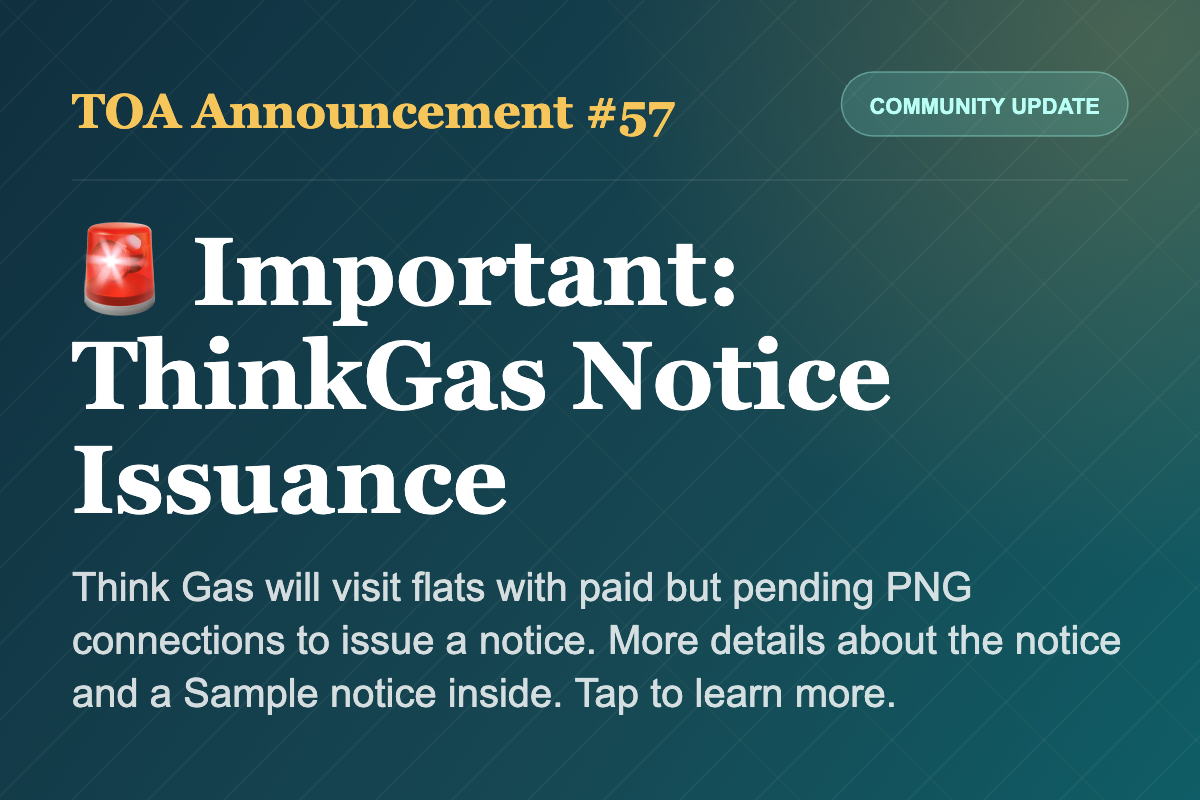 TOA Announcement #57
COMMUNITY UPDATE
🚨 Important:
ThinkGas Notice
Issuance
Think Gas will visit flats with paid but pending PNG
connections to issue a notice. More details about the notice
and a Sample notice inside. Tap to learn more.